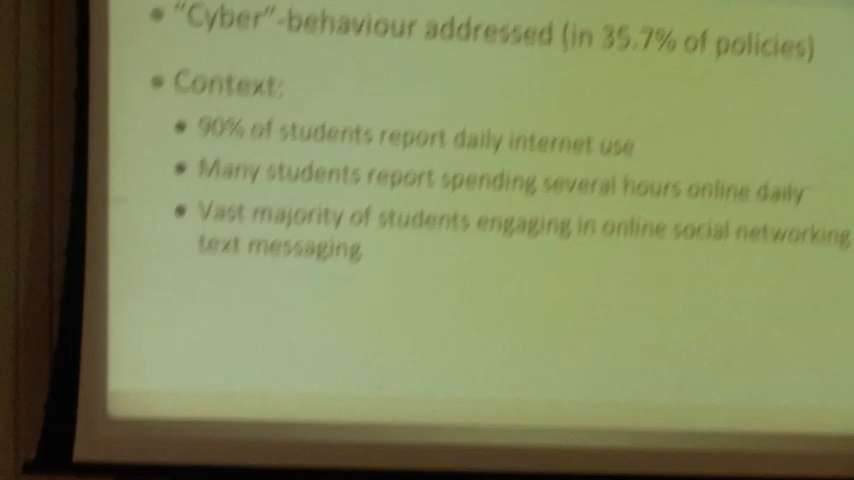 • "Cyber"-behaviour addressed (in 35.7% of policies)
• Context:
• 90% of students report daily internet use
• Many students report spending several hours online daily
• Vast majority of students engaging in online social networking
text messaging